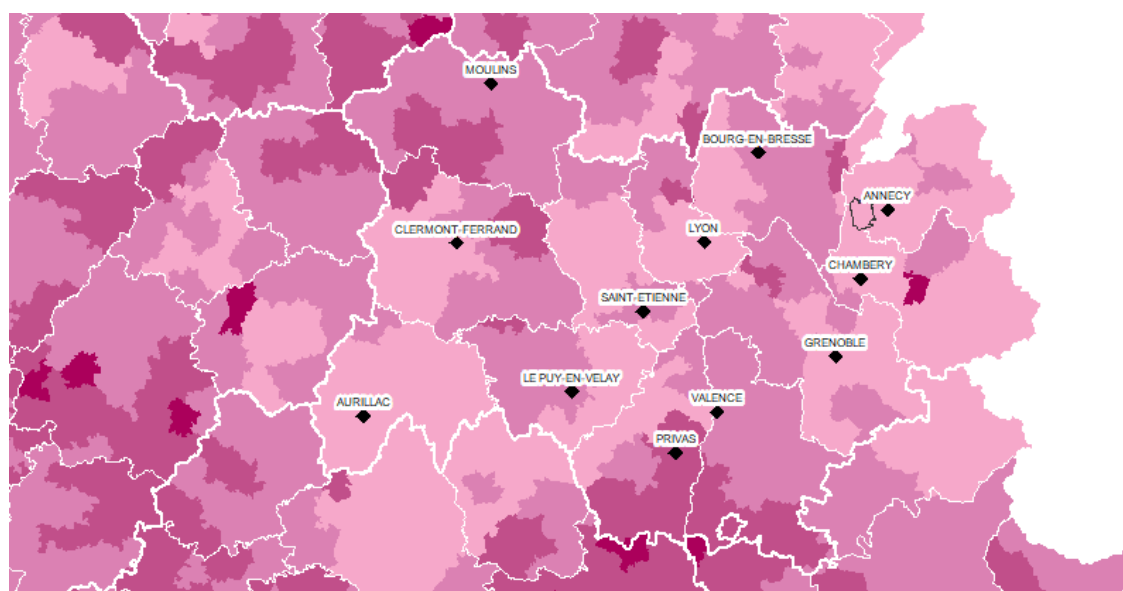 MOULINS
BOURG-EN-BRESSE
ANNECY
CLERMONT-FERRAND
LYON
CHAMBERY
SAINT-ETIENNE
GRENOBLE
LE PUY-EN-VELAY
AURILLAC
VALENCE
PRIVAS